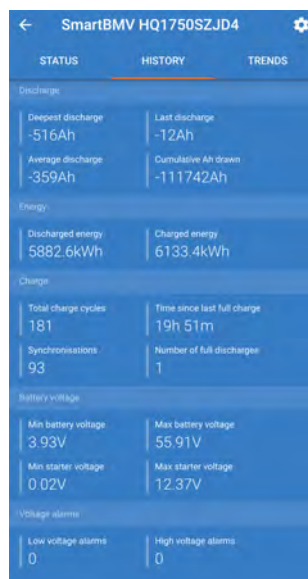 SmartBMV HQ1750SZJD4
STATUS HISTORY TRENDS
Discharge
Deepest discharge Last discharge
-516Ah -12Ah
Average discharge Cumulative Ah drawn
-359Ah -111742Ah
Energy
Discharged energy Charged energy
5882.6kWh 6133.4kWh
Charge
Total charge cycles Time since last full charge
181 19h 51m
Synchronisations Number of full discharges
93 1
Battery voltage
Min battery voltage Max battery voltage
3.93V 55.91V
Min starter voltage Max starter voltage
0.02V 12.37V
Voltage alarms
Low voltage alarms High voltage alarms
0 0